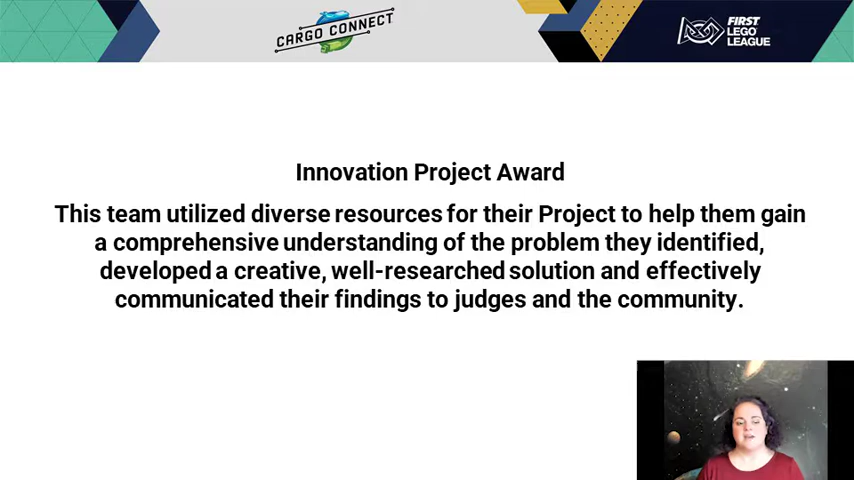 CARGO CONNECT
FIRST
LEGO
LEAGUE
Innovation Project Award
This team utilized diverse resources for their Project to help them gain
a comprehensive understanding of the problem they identified,
developed a creative, well-researched solution and effectively
communicated their findings to judges and the community.